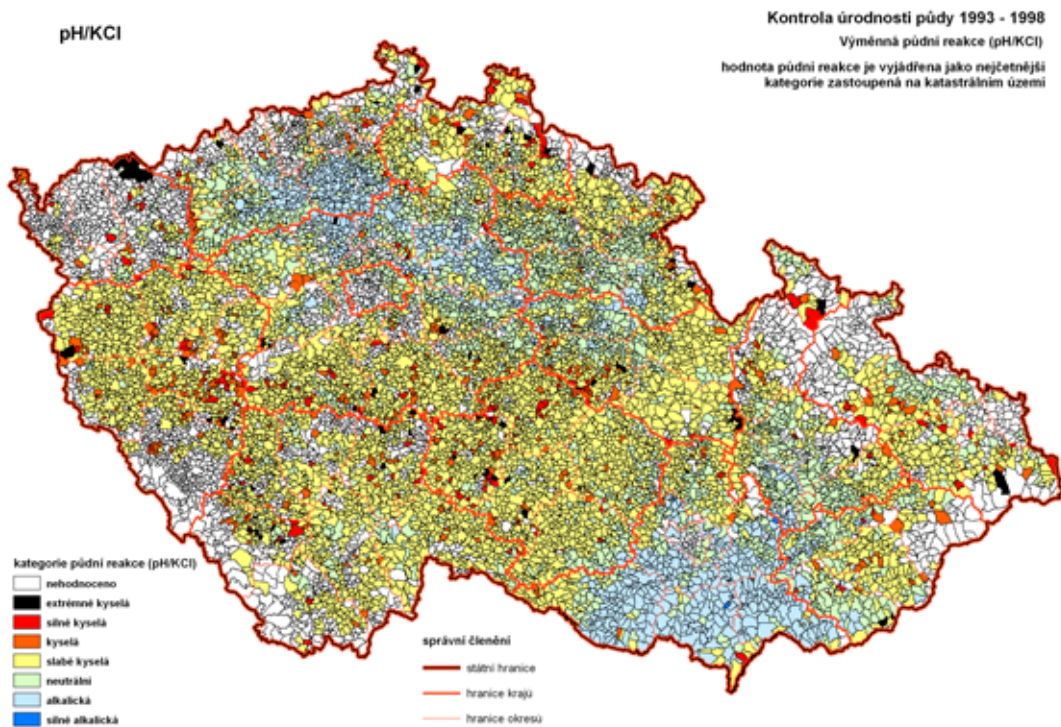 pH/KCl
Kontrola úrodnosti půdy 1993 - 1998
Výměnná půdní reakce (pH/KCl)
hodnota půdní reakce je vyjádřena jako nejčetnější
kategorie zastoupená na katastrálním území
kategorie půdní reakce (pH/KCl)
nehodnoceno
extrémně kyselá
silně kyselá
kyselá
slabě kyselá
neutrální
alkalická
silně alkalická
správní členění
státní hranice
hranice krajů
hranice okresů